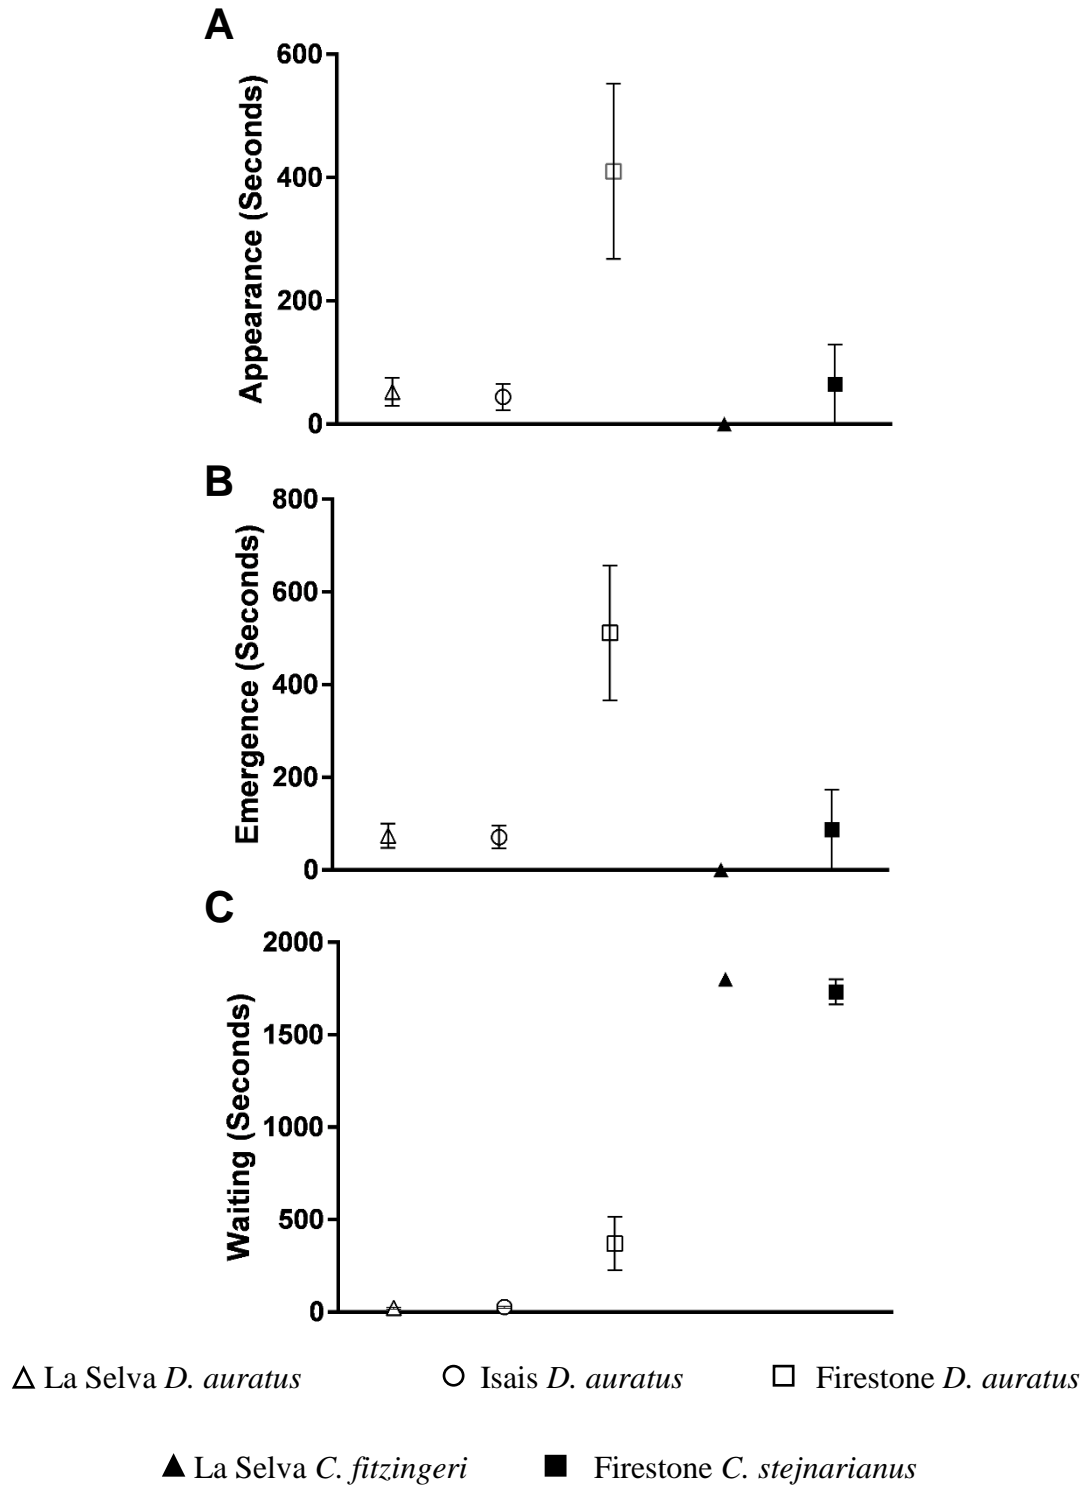 A
600
400
200
0
Appearance (Seconds)
B
800
600
400
200
0
Emergence (Seconds)
C
2000
1500
1000
500
0
Waiting (Seconds)
La Selva D. auratus
Isais D. auratus
Firestone D. auratus
La Selva C. fitzingeri
Firestone C. stejnarianus